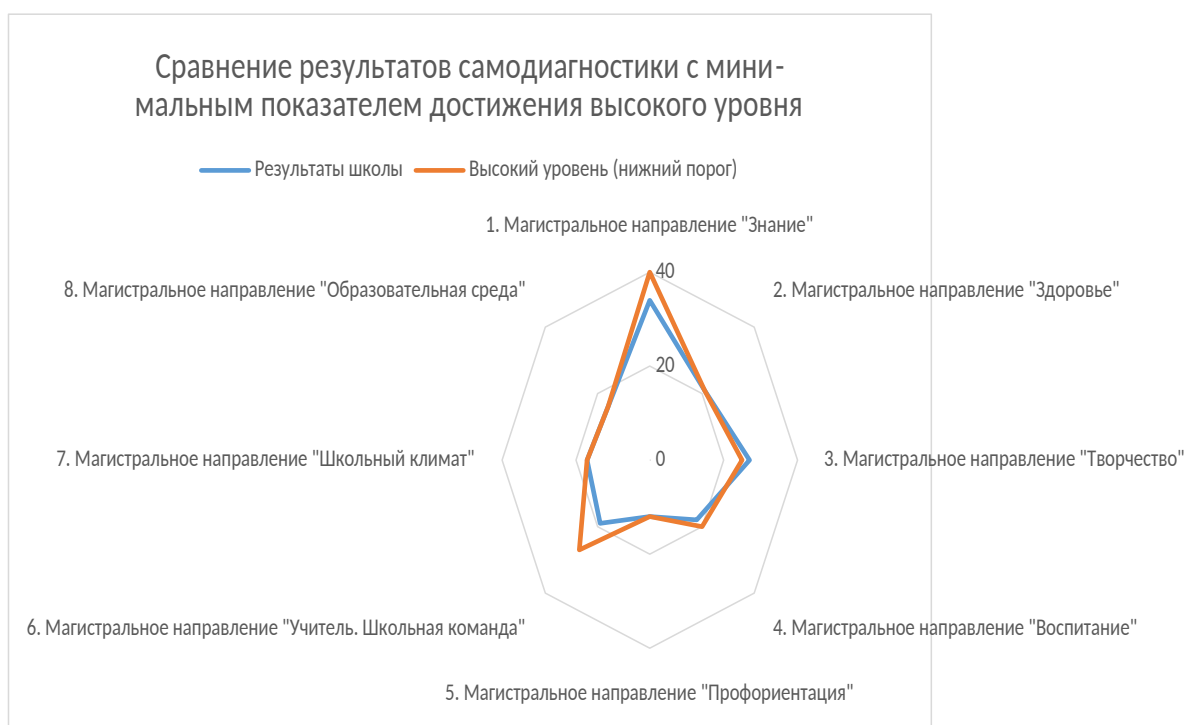 Сравнение результатов самодиагностики с мини-
мальным показателем достижения высокого уровня
Результаты школы
Высокий уровень (нижний порог)
1. Магистральное направление "Знание"
40
8. Магистральное направление "Образовательная среда"
2. Магистральное направление "Здоровье"
20
7. Магистральное направление "Школьный климат"
0
3. Магистральное направление "Творчество"
6. Магистральное направление "Учитель. Школьная команда"
4. Магистральное направление "Воспитание"
5. Магистральное направление "Профориентация"